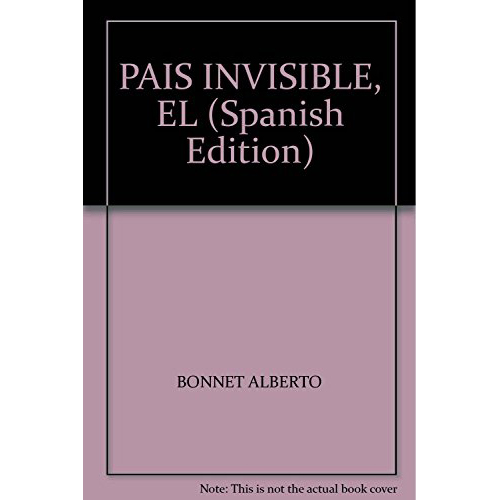 PAIS INVISIBLE,
EL (Spanish
Edition)
BONNET ALBERTO
Note: This is not the actual book cover